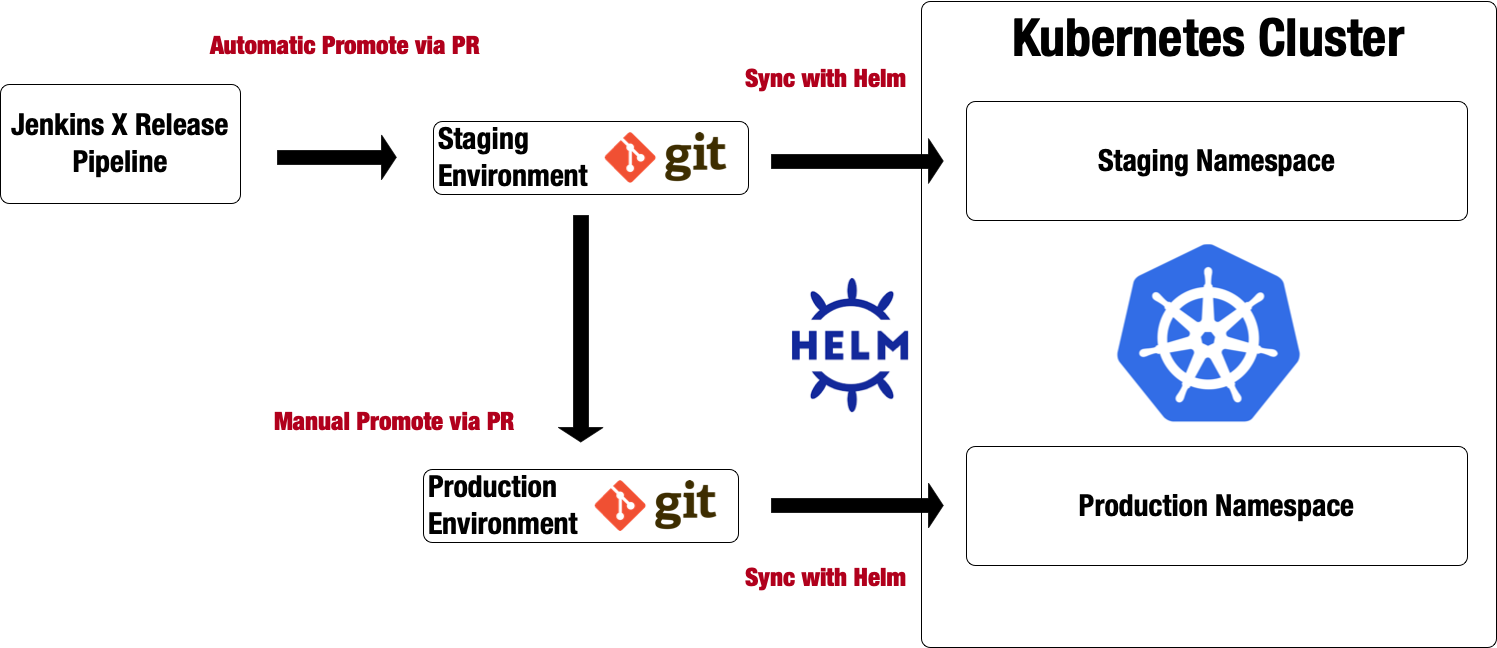 Kubernetes Cluster
Automatic Promote via PR
Sync with Helm
Jenkins X Release
Pipeline
Staging
Environment
git
Staging Namespace
HELM
Manual Promote via PR
Production
Environment
git
Production Namespace
Sync with Helm